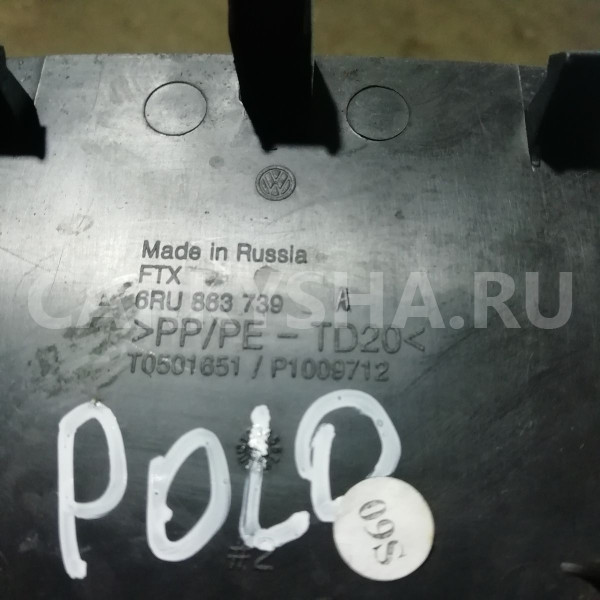 Made in Russia
FTX
6RU 863 739 A
>PP/PE - TD20<
T0501651 / P1009712
POLO
#2
S60